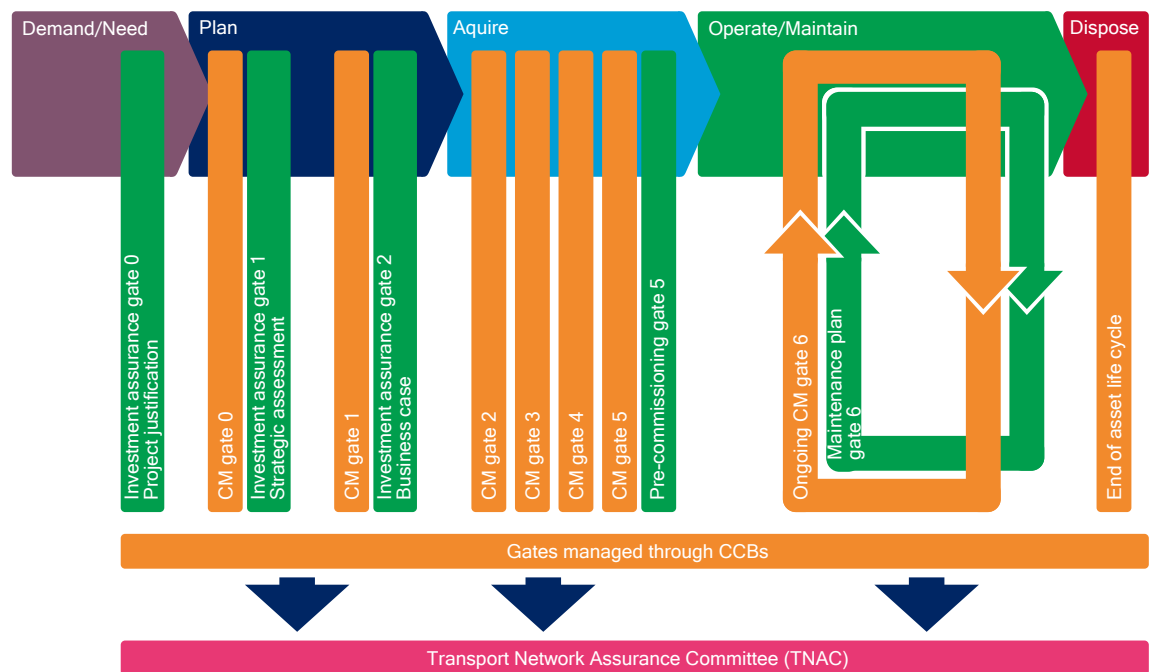 Demand/Need
Plan
Aquire
Operate/Maintain
Dispose
Investment assurance gate 0
Project justification
CM gate 0
Investment assurance gate 1
Strategic assessment
CM gate 1
Investment assurance gate 2
Business case
CM gate 2
CM gate 3
CM gate 4
CM gate 5
Pre-commissioning gate 5
Ongoing CM gate 6
Maintenance plan
gate 6
End of asset life cycle
Gates managed through CCBs
Transport Network Assurance Committee (TNAC)